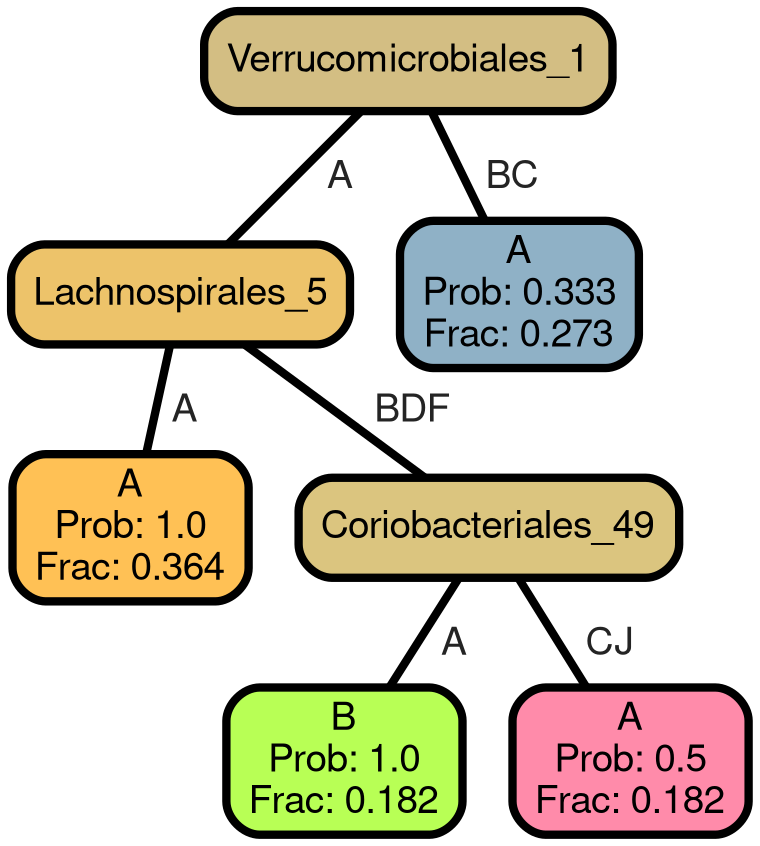 Verrucomicrobiales_1
A
BC
Lachnospirales_5
A
Prob: 0.333
Frac: 0.273
A
BDF
A
Prob: 1.0
Frac: 0.364
Coriobacteriales_49
A
CJ
B
Prob: 1.0
Frac: 0.182
A
Prob: 0.5
Frac: 0.182